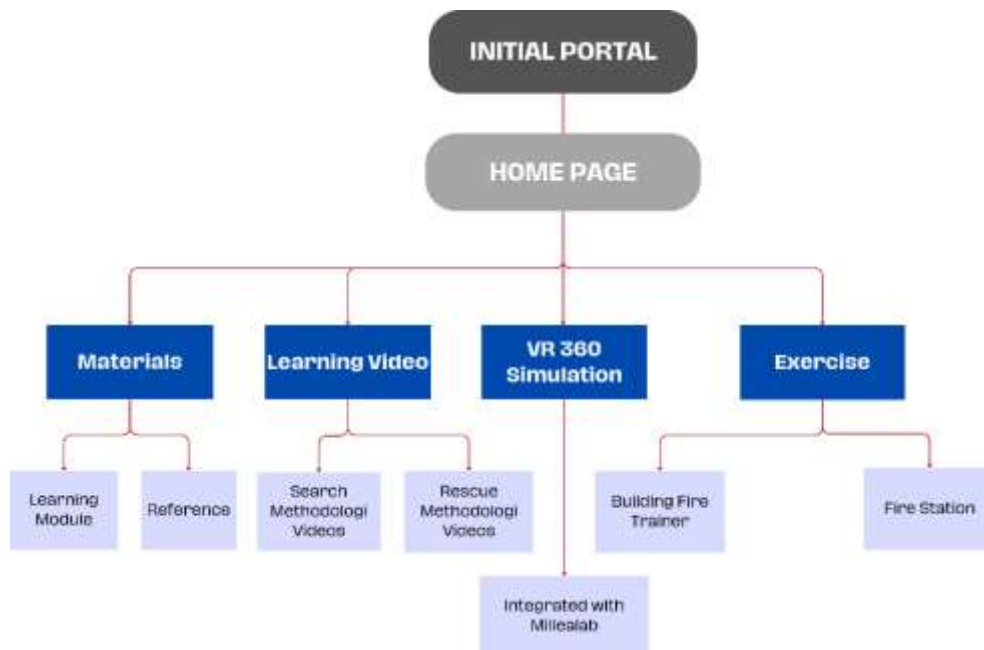 INITIAL PORTAL
HOME PAGE
Materials
Learning Video
VR 360
Simulation
Exercise
Learning
Module
Reference
Search
Methodologi
Videos
Rescue
Methodologi
Videos
Building Fire
Trainer
Fire Station
Integrated with
Millealab